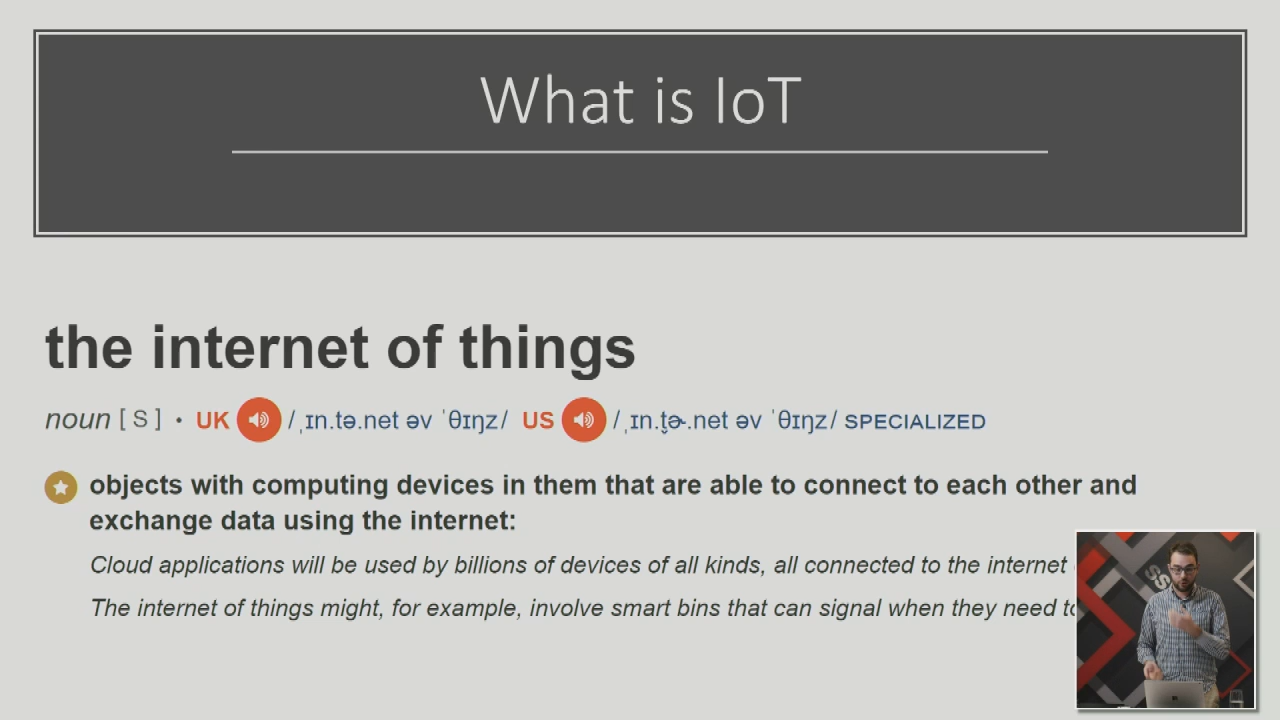 What is IoT
the internet of things
noun [ S ] • UK /ˌɪn.tə.net əv ˈθɪŋz/ US /ˌɪn.t̬ɚ.net əv ˈθɪŋz/ SPECIALIZED
objects with computing devices in them that are able to connect to each other and
exchange data using the internet:
Cloud applications will be used by billions of devices of all kinds, all connected to the internet
The internet of things might, for example, involve smart bins that can signal when they need to